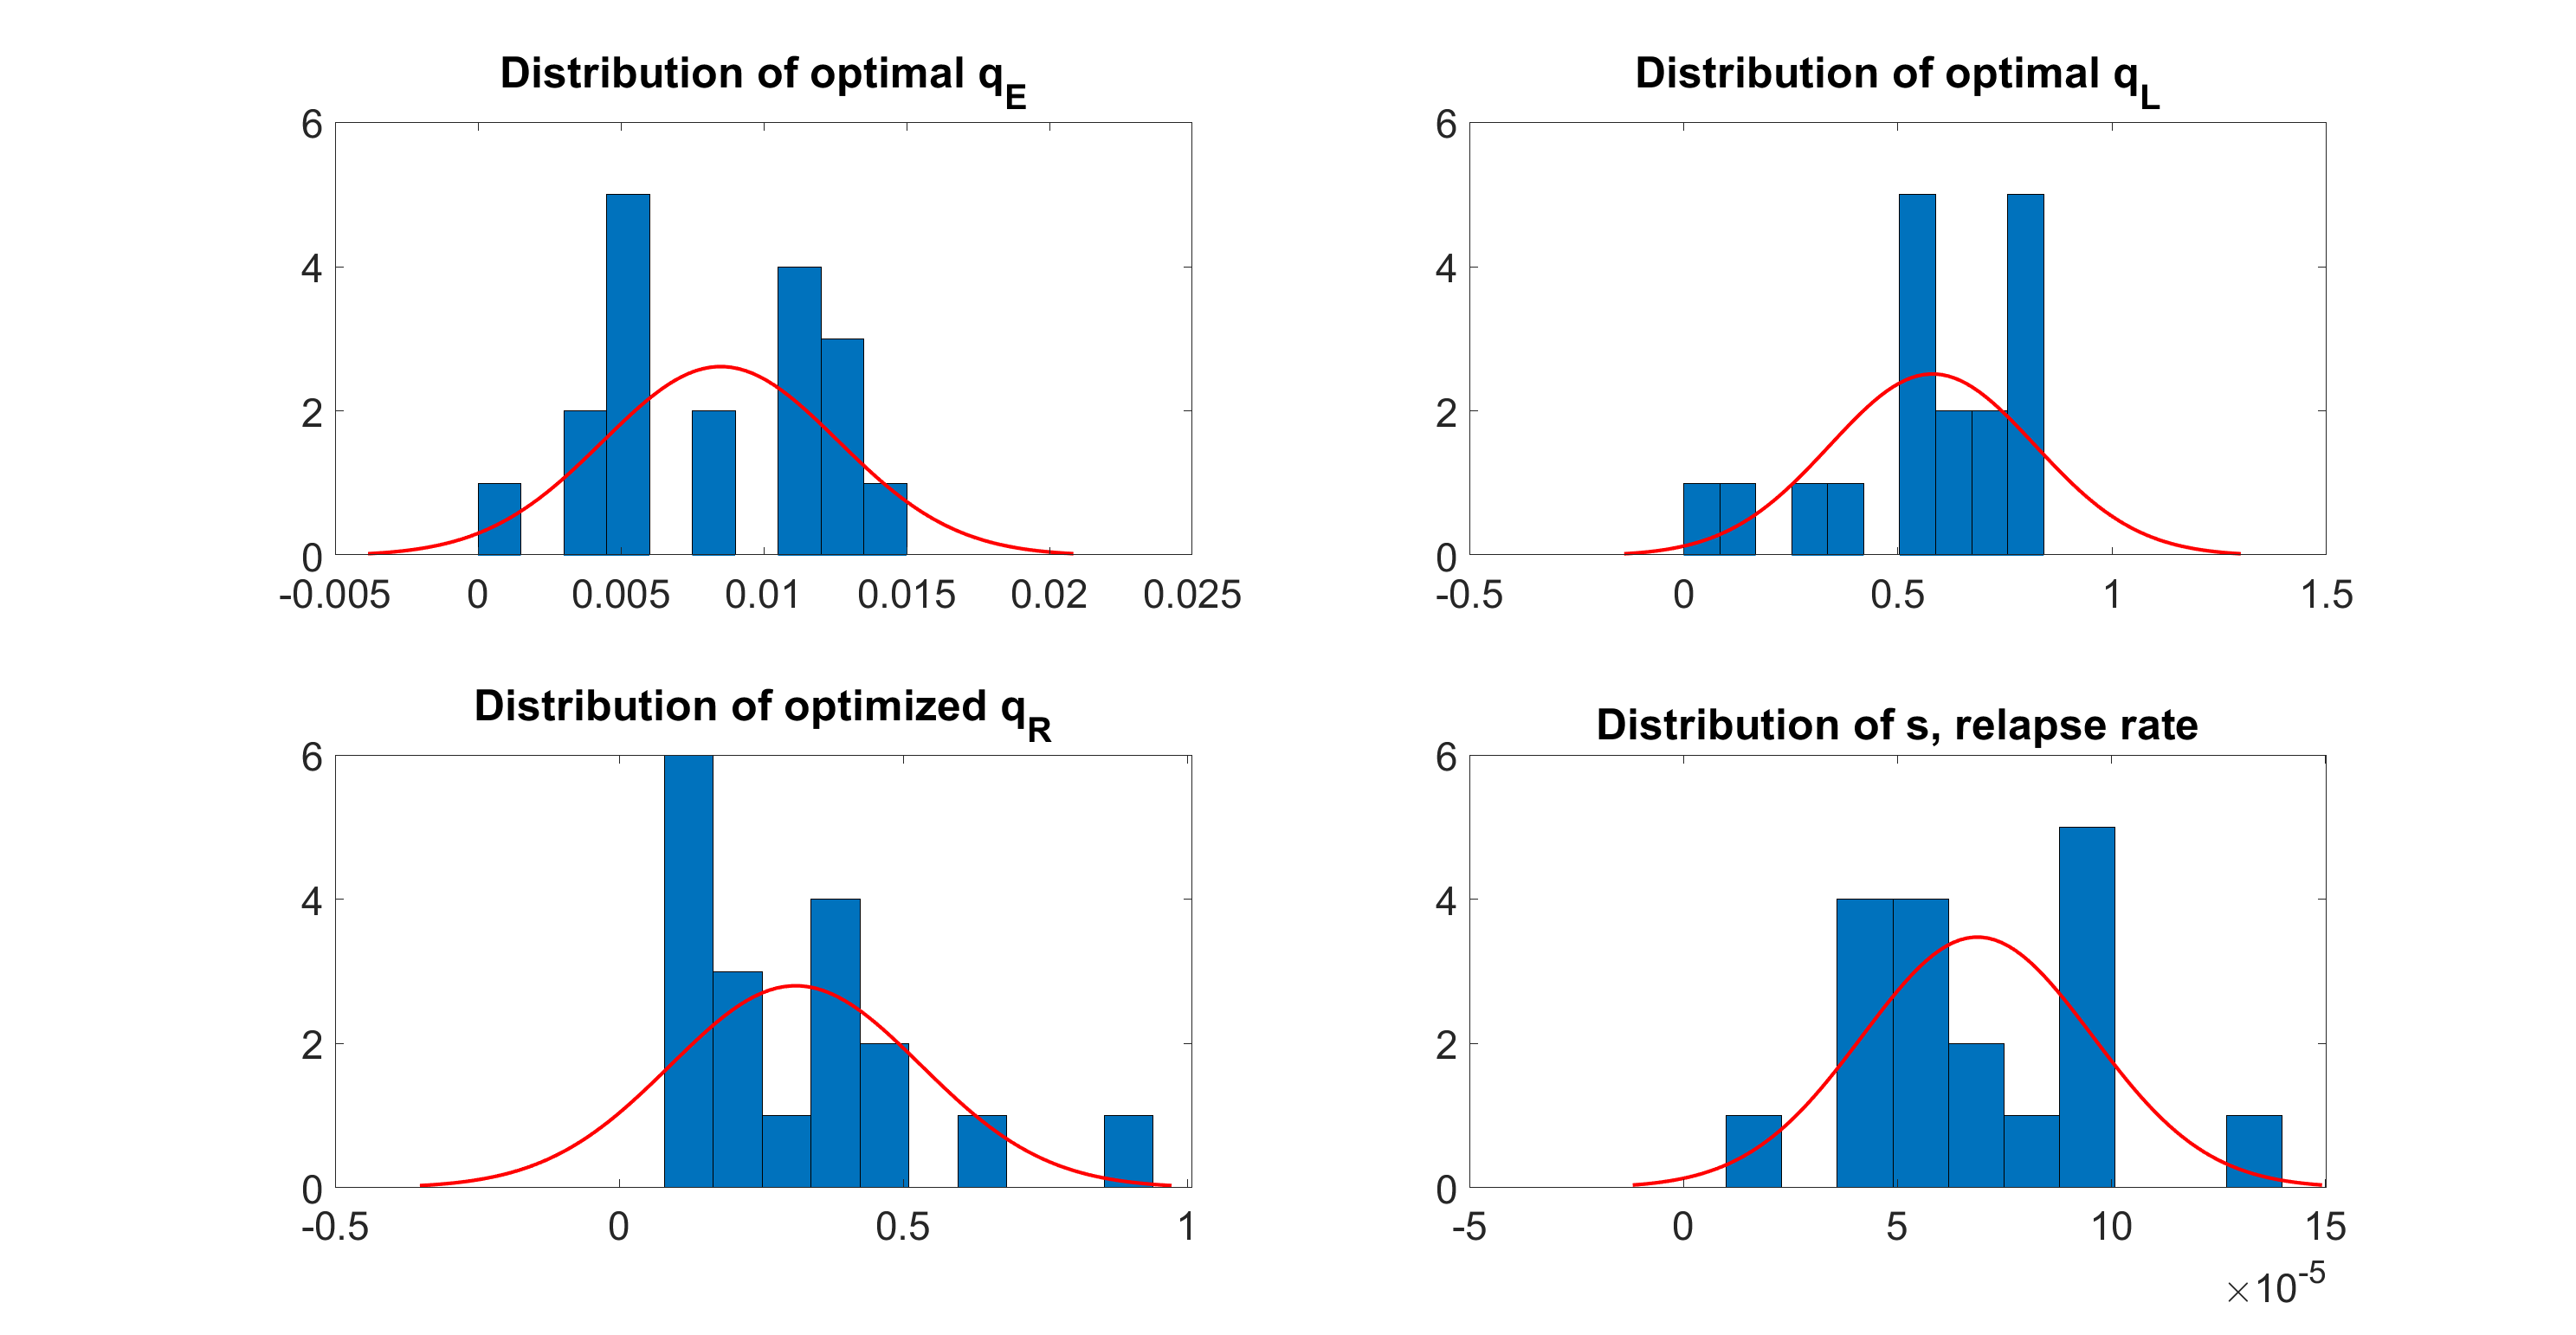 Distribution of optimal q_E
6
4
2
0
-0.005 0 0.005 0.01 0.015 0.02 0.025
Distribution of optimal q_L
6
4
2
0
-0.5 0 0.5 1 1.5
Distribution of optimized q_R
6
4
2
0
-0.5 0 0.5 1
Distribution of s, relapse rate
6
4
2
0
-5 0 5 10 15
×10^-5